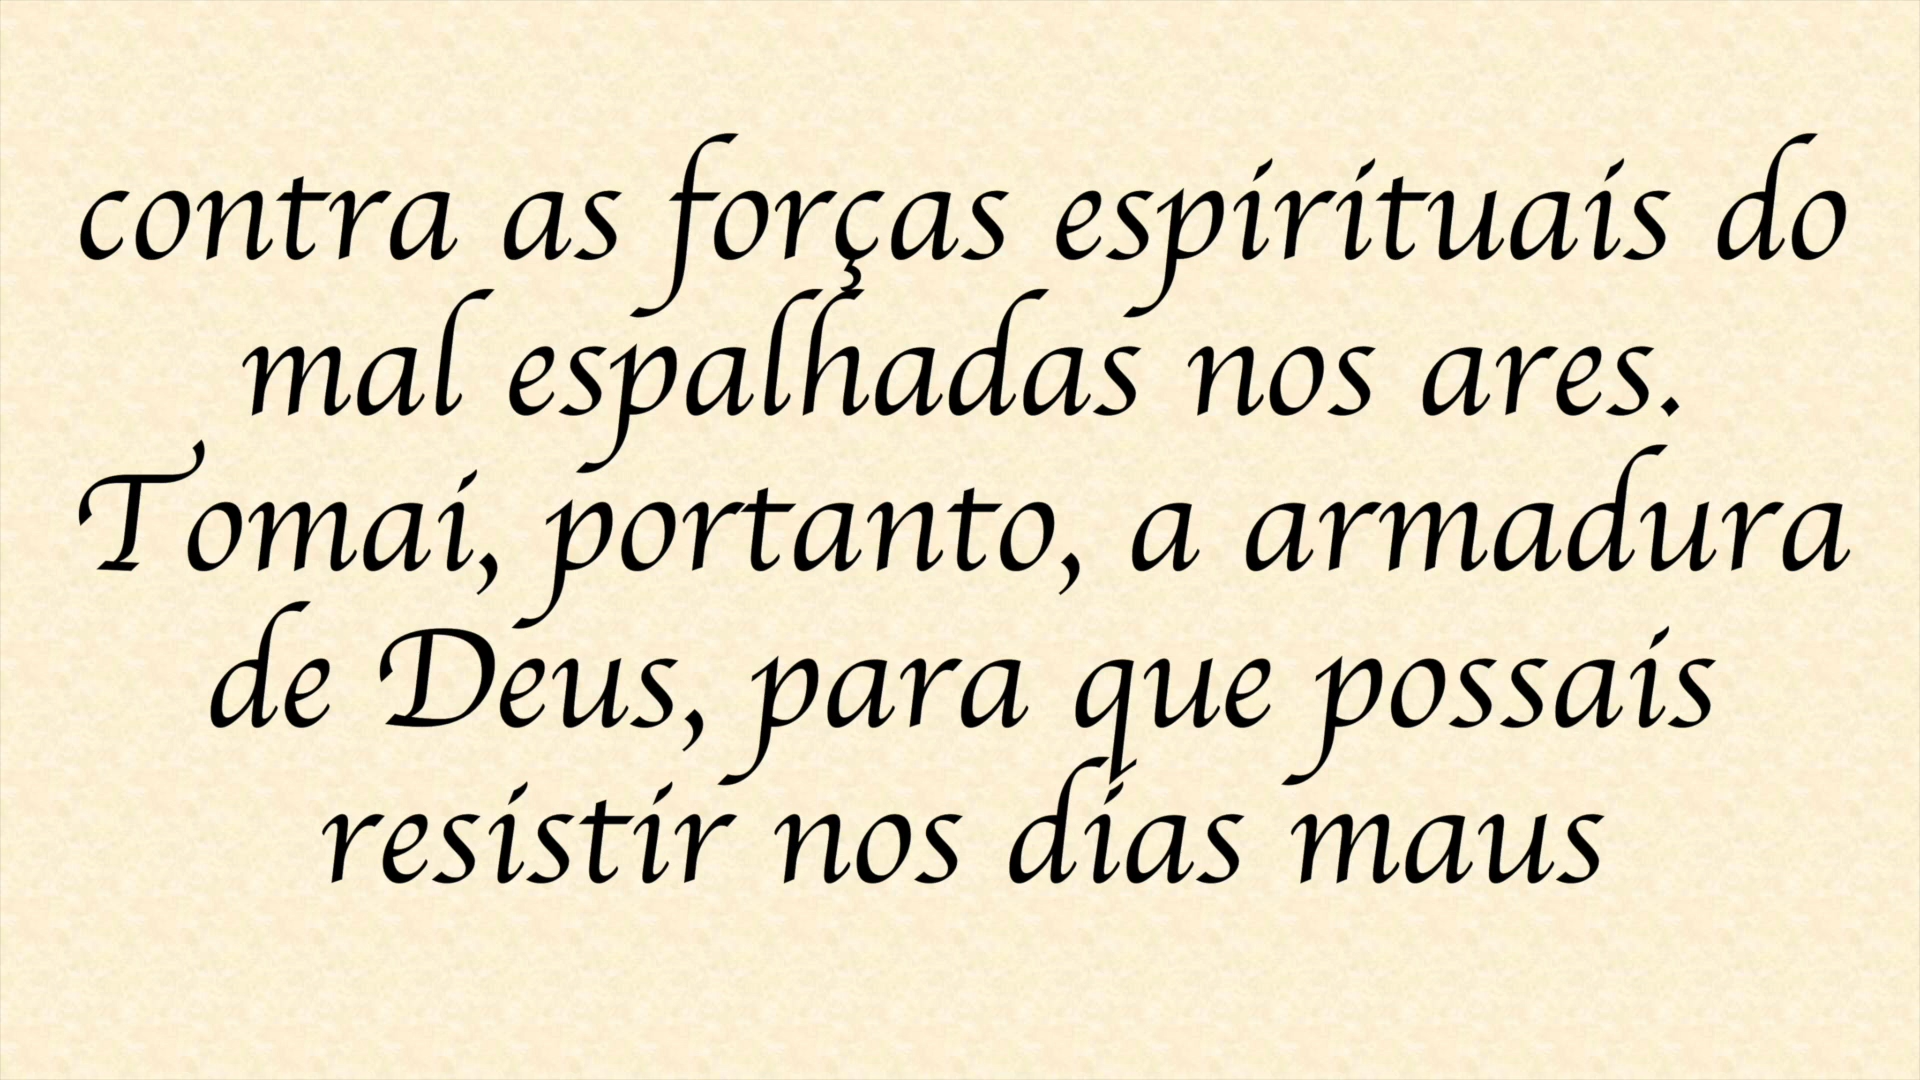 contra as forças espirituais do
mal espalhadas nos ares.
Tomai, portanto, a armadura
de Deus, para que possais
resistir nos dias maus